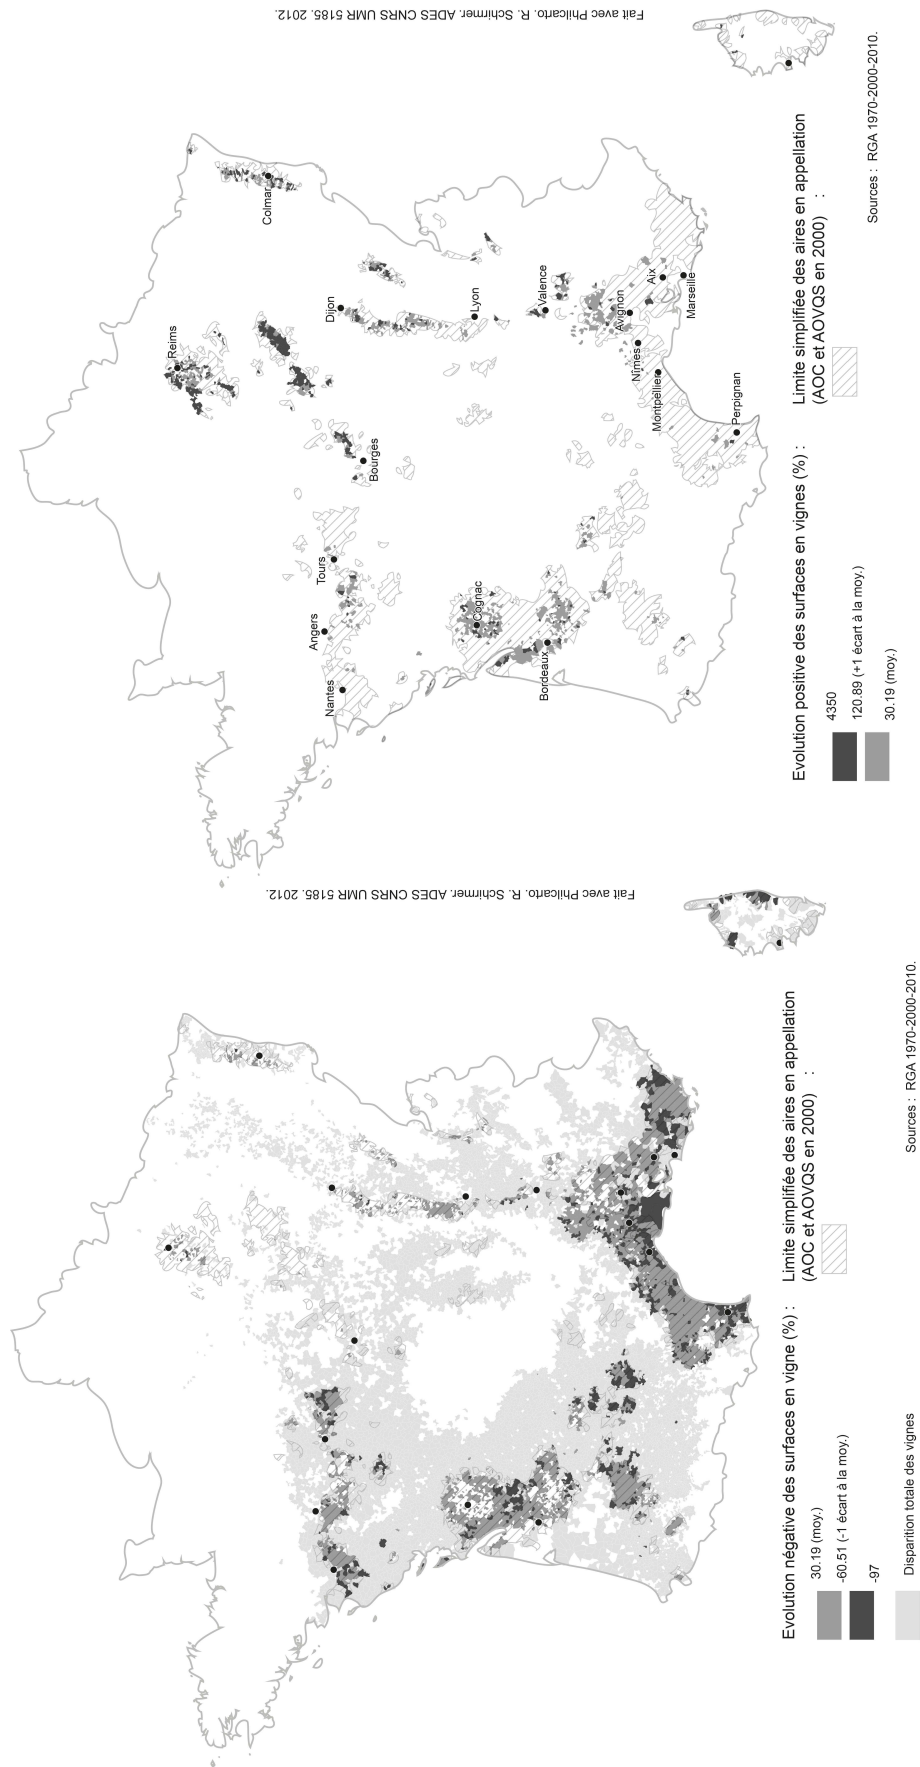 Fait avec Philcarto. R. Schirmer. ADES CNRS UMR 5185. 2012.
Reims
Colmar
Dijon
Bourges
Tours
Angers
Nantes
Lyon
Cognac
Bordeaux
Valence
Avignon
Nîmes
Aix
Marseille
Montpellier
Perpignan
Evolution positive des surfaces en vignes (%) :
4350
120.89 (+1 écart à la moy.)
30.19 (moy.)
Limite simplifiée des aires en appellation
(AOC et AOVQS en 2000) :
Sources : RGA 1970-2000-2010.
Fait avec Philcarto. R. Schirmer. ADES CNRS UMR 5185. 2012.
Evolution négative des surfaces en vigne (%) :
30.19 (moy.)
-60.51 (-1 écart à la moy.)
-97
Disparition totale des vignes
Limite simplifiée des aires en appellation
(AOC et AOVQS en 2000) :
Sources : RGA 1970-2000-2010.